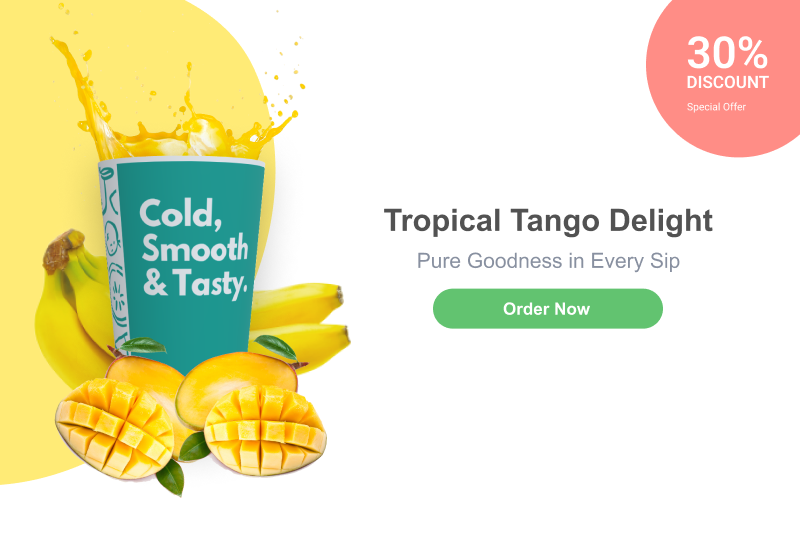 30%
DISCOUNT
Special Offer
Cold,
Smooth
& Tasty.
Tropical Tango Delight
Pure Goodness in Every Sip
Order Now